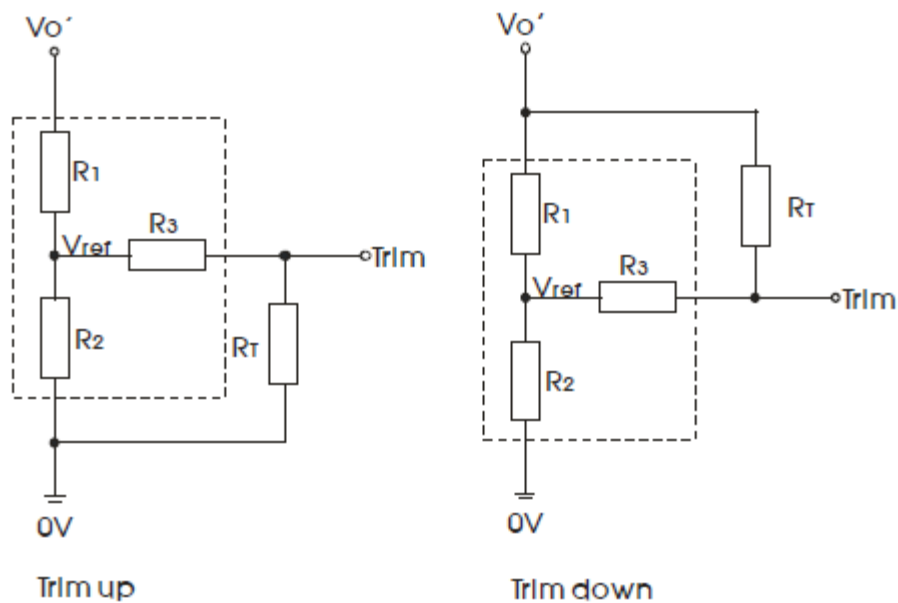 Vo'
R1
R3
Vref
Trim
R2
RT
0V
Trim up
Vo'
R1
RT
R3
Vref
Trim
R2
0V
Trim down